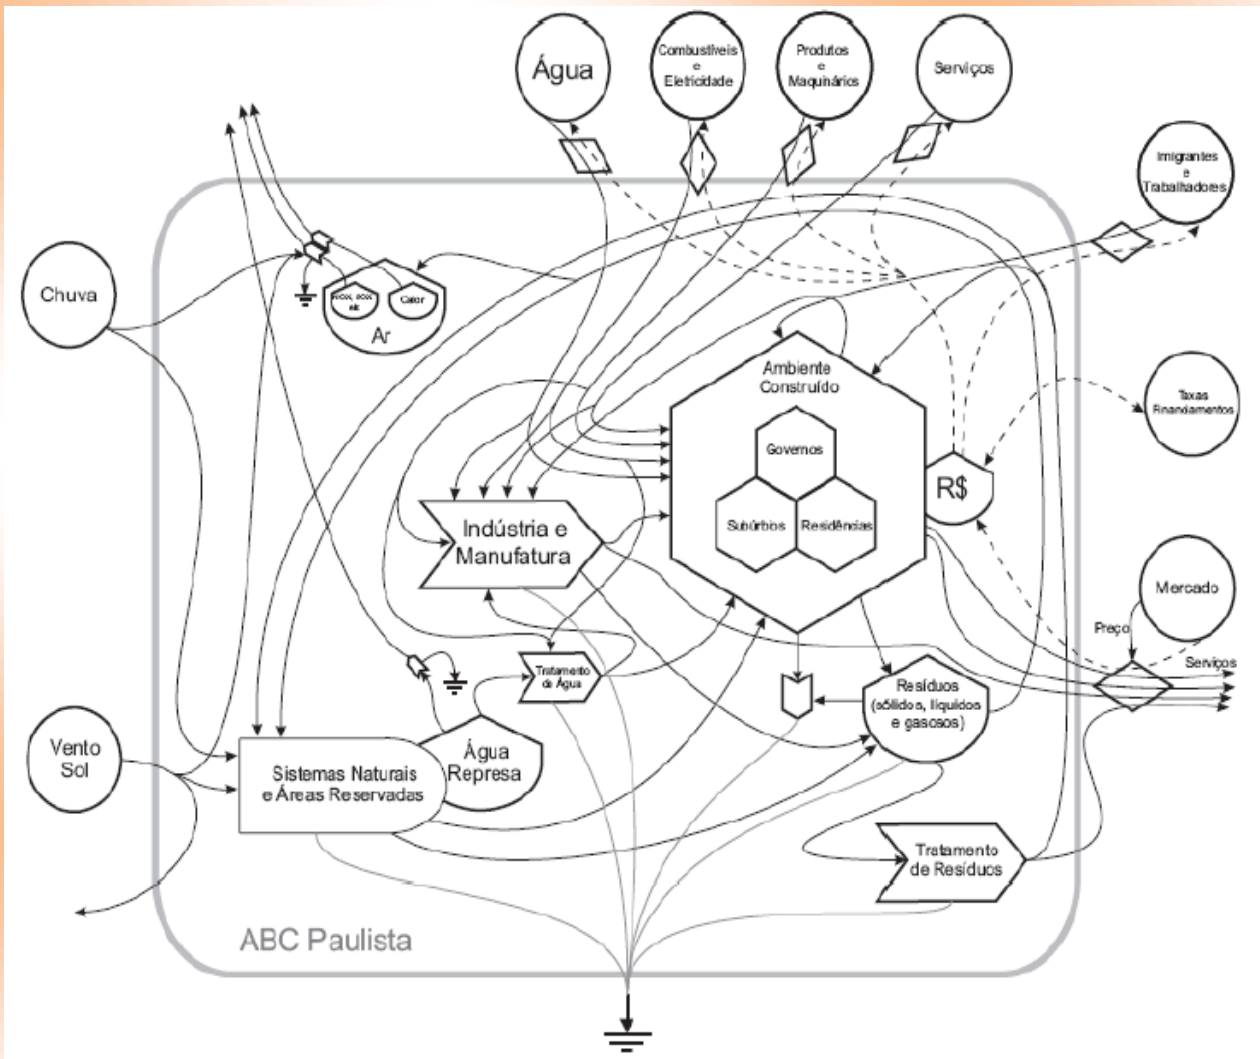 Água
Combustíveis
e
Eletricidade
Produtos
e
Maquinários
Serviços
Imigrantes
e
Trabalhadores
Chuva
Calor
Ar
Ambiente
Construído
Governos
Subúrbios
Residências
R$
Taxas
Financiamentos
Indústria e
Manufatura
Mercado
Preço
Serviços
Tratamento
de Água
Resíduos
(sólidos, líquidos
e gasosos)
Vento
Sol
Sistemas Naturais
e Áreas Reservadas
Água
Represa
Tratamento
de Resíduos
ABC Paulista